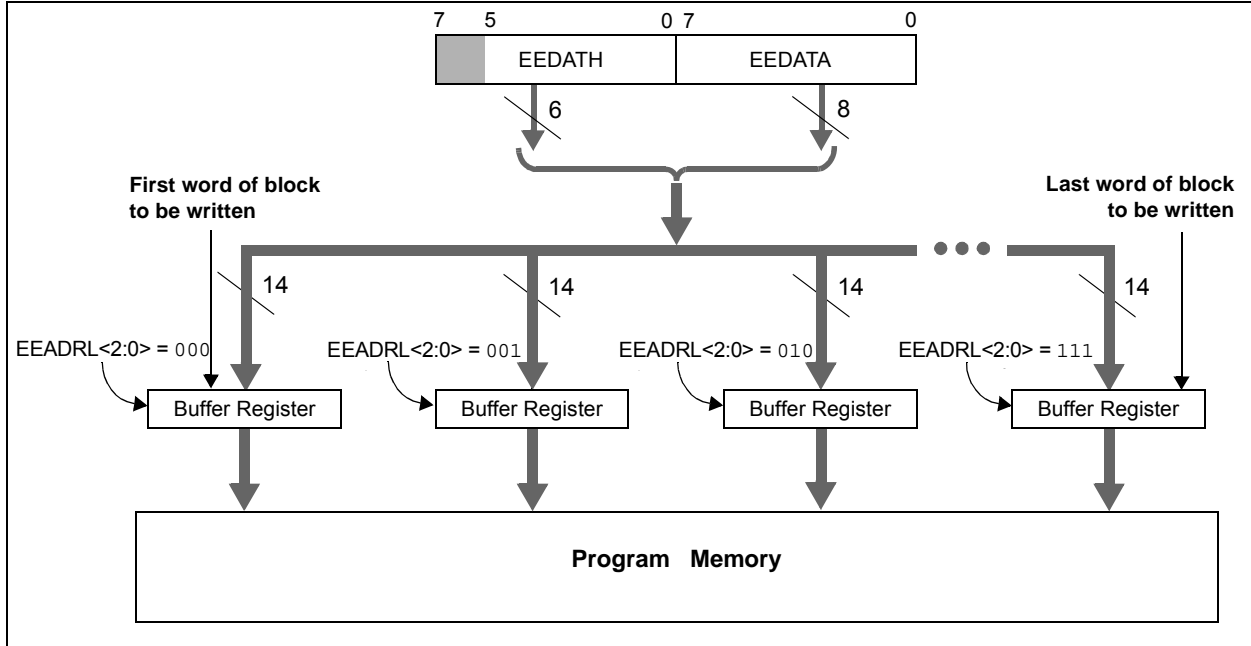 7 5 0 7 0
EEDATH EEDATA
6 8
First word of block
to be written
Last word of block
to be written
14 14 14 14
EEADRL<2:0> = 000 EEADRL<2:0> = 001 EEADRL<2:0> = 010 EEADRL<2:0> = 111
Buffer Register Buffer Register Buffer Register Buffer Register
Program Memory